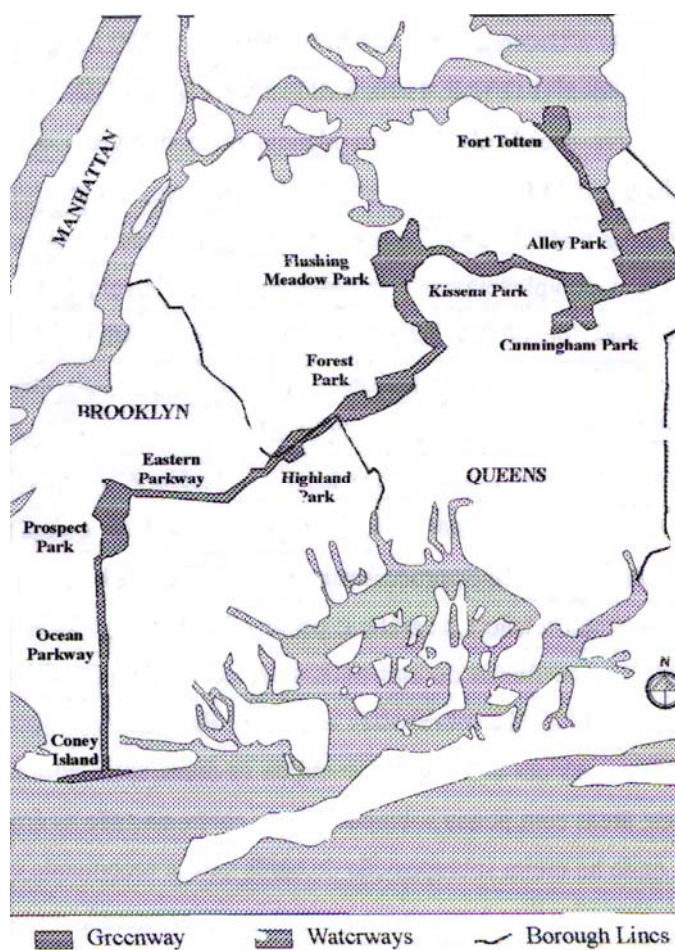 MANHATTAN
Fort Totten
Alley Park
Flushing
Meadow Park
Kissena Park
Cunningham Park
Forest
Park
BROOKLYN
Eastern
Parkway
Highland
Park
QUEENS
Prospect
Park
Ocean
Parkway
N
Coney
Island
Greenway
Waterways
Borough Lines